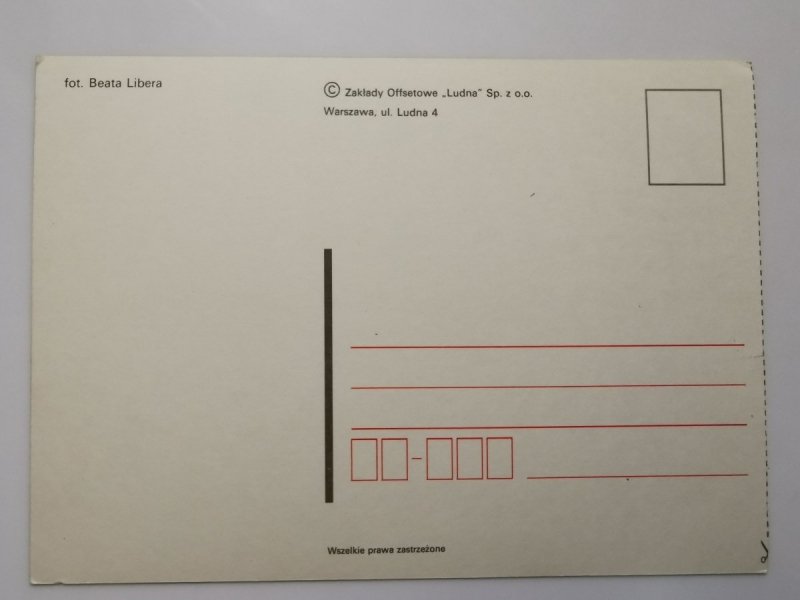 fot. Beata Libera
© Zakłady Offsetowe „Ludna” Sp. z o.o.
Warszawa, ul. Ludna 4
Wszelkie prawa zastrzeżone